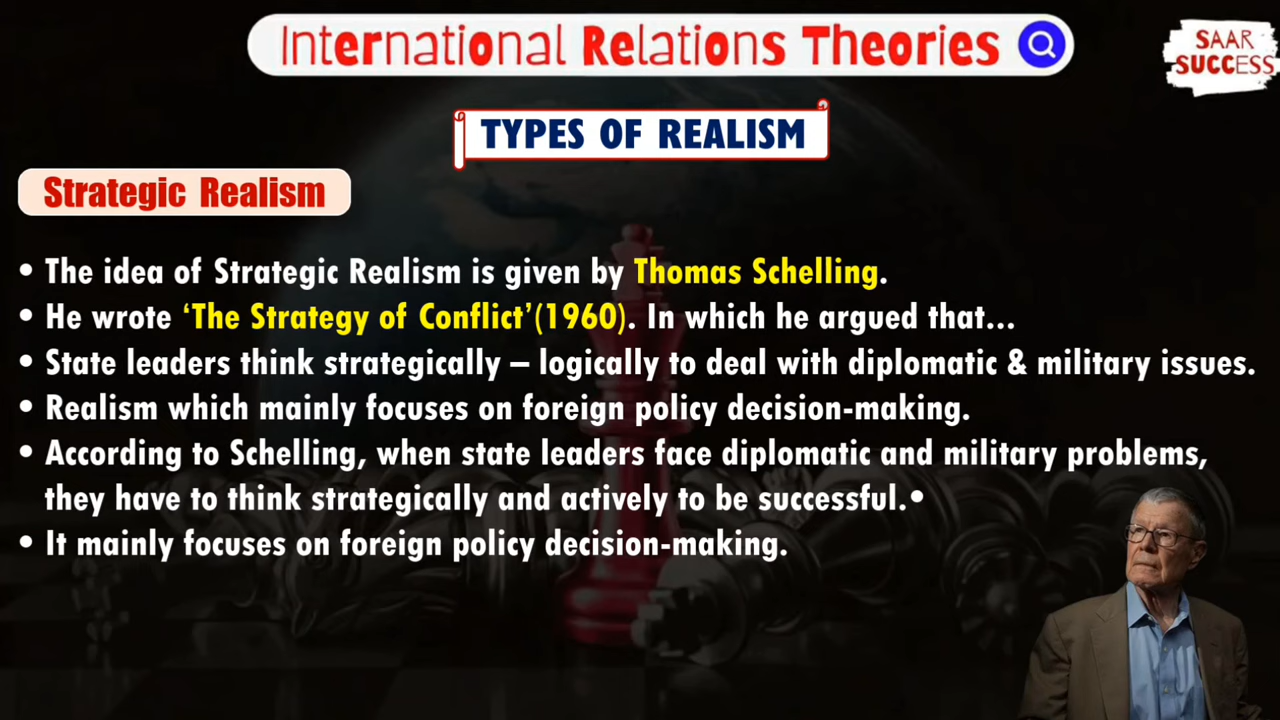 International Relations Theories
SAAR
SUCCESS
TYPES OF REALISM
Strategic Realism
• The idea of Strategic Realism is given by Thomas Schelling.
• He wrote ‘The Strategy of Conflict’(1960). In which he argued that...
• State leaders think strategically – logically to deal with diplomatic & military issues.
• Realism which mainly focuses on foreign policy decision-making.
• According to Schelling, when state leaders face diplomatic and military problems,
they have to think strategically and actively to be successful.•
• It mainly focuses on foreign policy decision-making.